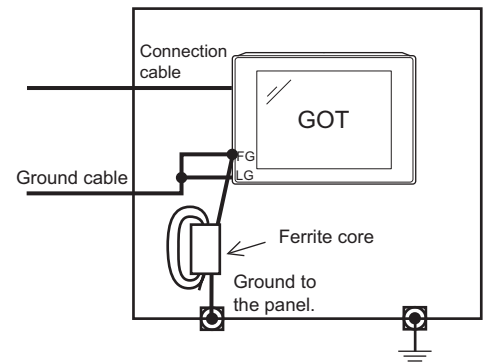 Connection
cable
GOT
FG
LG
Ground cable
Ferrite core
Ground to
the panel.